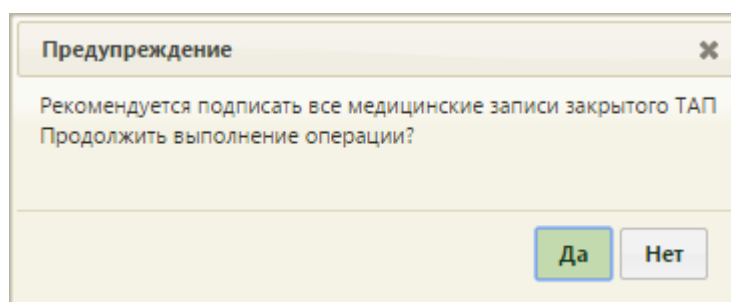 Предупреждение
Рекомендуется подписать все медицинские записи закрытого ТАП
Продолжить выполнение операции?
Да Нет